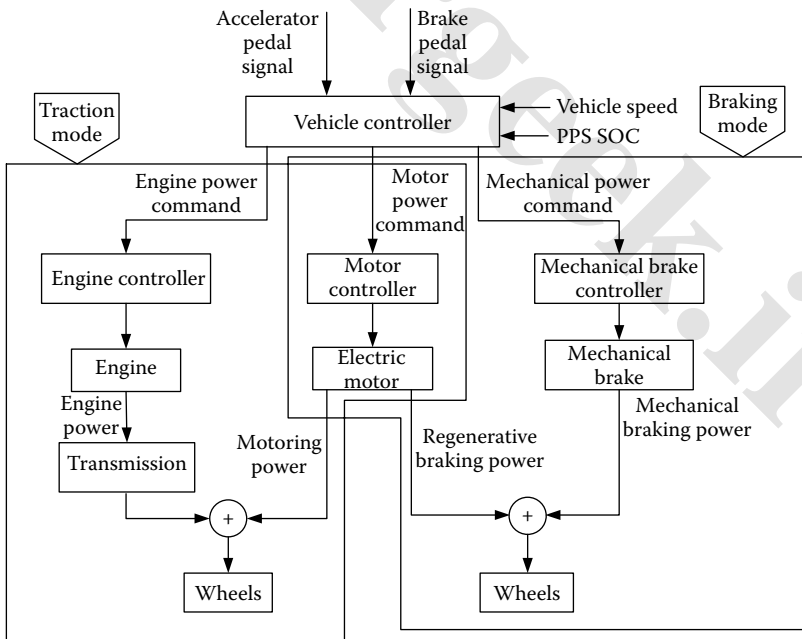 Accelerator
pedal
signal
Brake
pedal
signal
Traction
mode
Vehicle controller
Vehicle speed
PPS SOC
Braking
mode
Engine power
command
Motor
power
command
Mechanical power
command
Engine controller
Motor
controller
Mechanical brake
controller
Engine
Electric
motor
Mechanical
brake
Engine
power
Transmission
Motoring
power
Regenerative
braking power
Mechanical
braking power
+
+
Wheels
Wheels